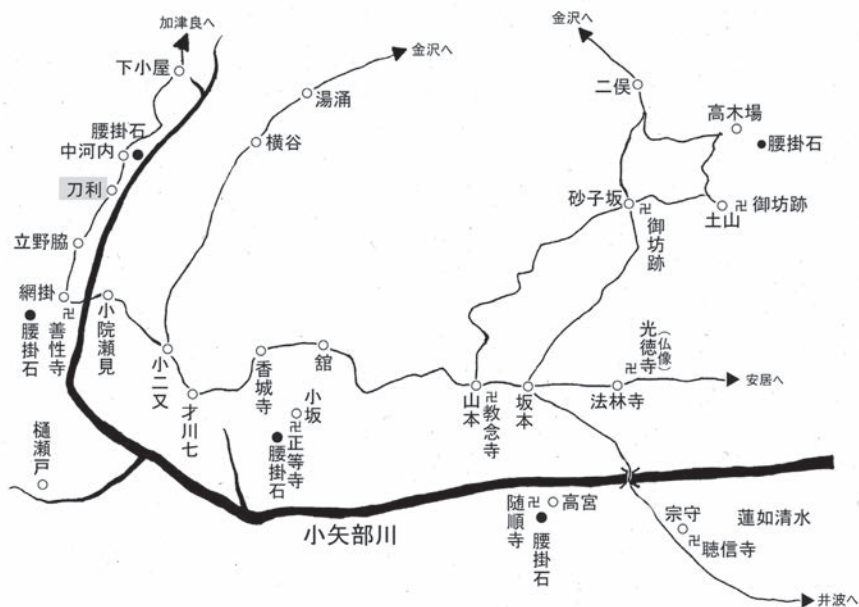 加津良へ
下小屋
腰掛石
中河内
刀利
立野脇
網掛
腰掛石
善性寺
小院瀬見
樋瀬戸
金沢へ
湯涌
横谷
小二又
才川七
香城寺
舘
小坂
正等寺
腰掛石
小矢部川
金沢へ
二俣
高木場
腰掛石
砂子坂
御坊跡
土山
御坊跡
山本
教念寺
坂本
光徳寺
(仏像)
法林寺
安居へ
随順寺
高宮
腰掛石
宗守
聴信寺
蓮如清水
井波へ